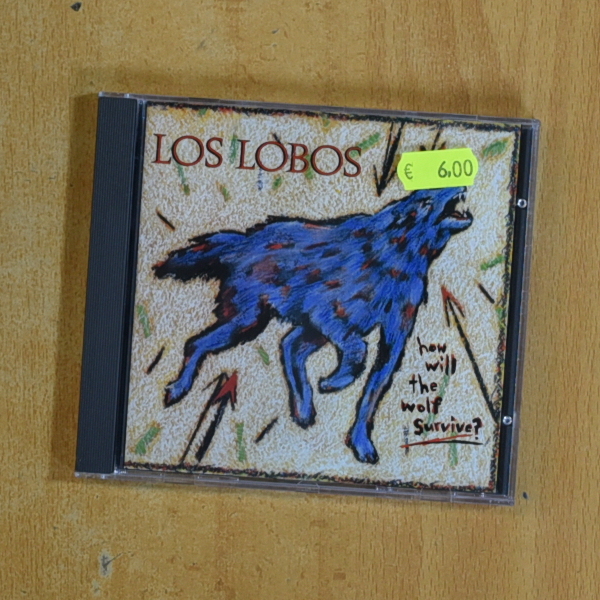 LOS LOBOS
€ 6,00
how
will
the
wolf
survive?